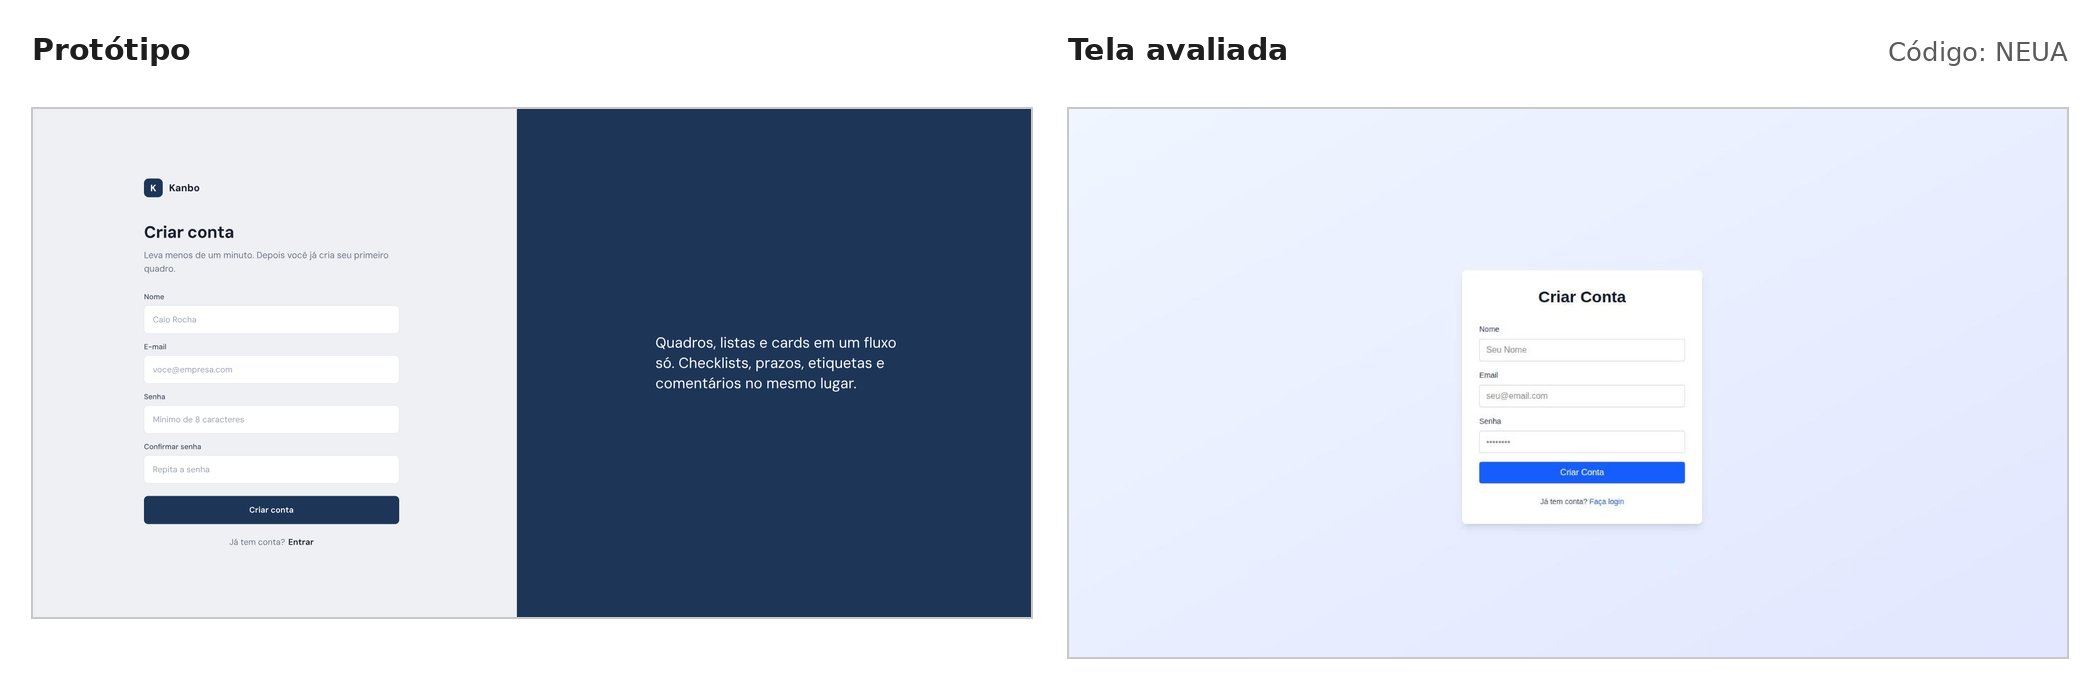 Protótipo
K Kanbo
Criar conta
Leva menos de um minuto. Depois você já cria seu primeiro
quadro.
Nome
Caio Rocha
E-mail
voce@empresa.com
Senha
Mínimo de 8 caracteres
Confirmar senha
Repita a senha
Criar conta
Já tem conta? Entrar
Quadros, listas e cards em um fluxo
só. Checklists, prazos, etiquetas e
comentários no mesmo lugar.
Tela avaliada
Código: NEUA
Criar Conta
Nome
Seu Nome
Email
seu@email.com
Senha
••••••••
Criar Conta
Já tem conta? Faça login